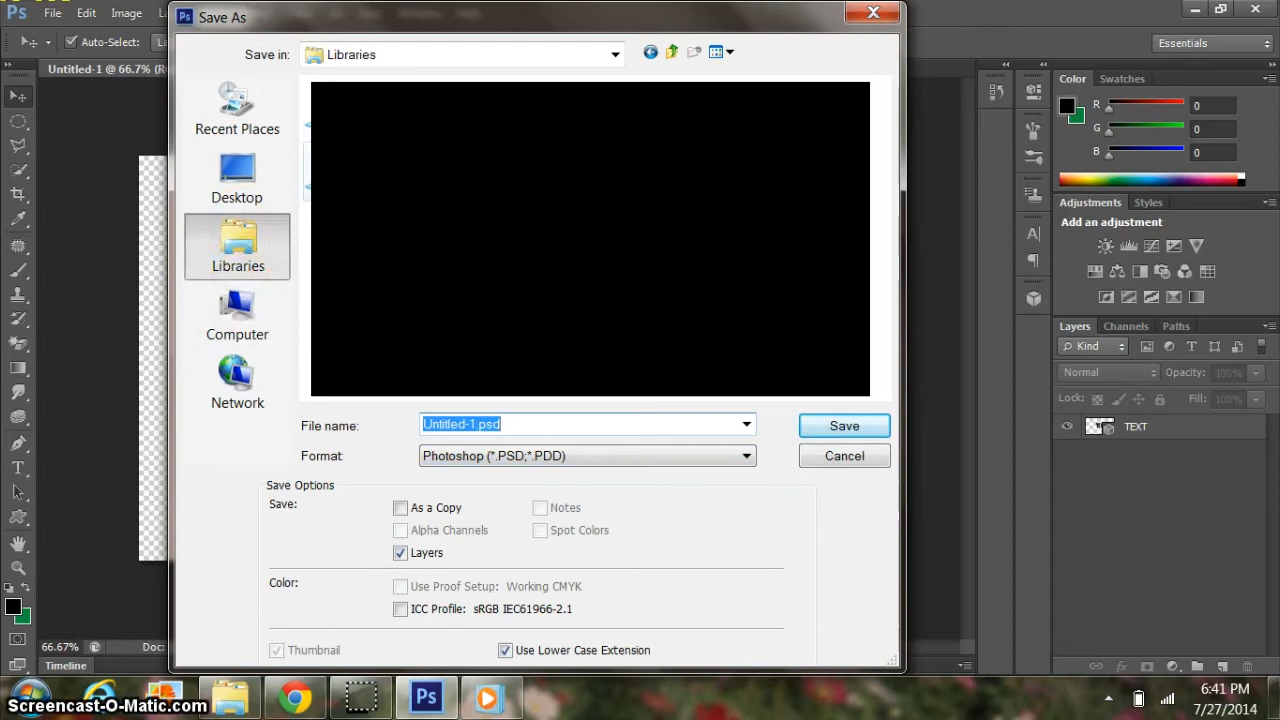 Ps File Edit Image La
Save As
Auto-Select:
Essentials
Untitled-1 @ 66.7% (R
Save in: Libraries
Recent Places
Desktop
Libraries
Computer
Network
File name: Untitled-1.psd
Save
Format: Photoshop (*.PSD;*.PDD)
Cancel
Save Options
Save:
As a Copy
Notes
Alpha Channels
Spot Colors
Layers
Color:
Use Proof Setup: Working CMYK
ICC Profile: sRGB IEC61966-2.1
Thumbnail
Use Lower Case Extension
Color Swatches
R 0
G 0
B 0
Adjustments Styles
Add an adjustment
Layers Channels Paths
Kind
Normal Opacity: 100%
Lock: Fill: 100%
TEXT
66.67% Doc:
Timeline
Ps
Screencast-O-Matic.com
6:41 PM
7/27/2014